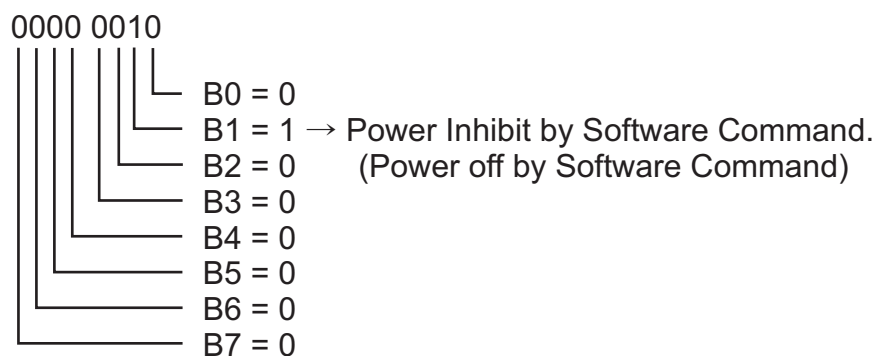 0000 0010
B0 = 0
B1 = 1 → Power Inhibit by Software Command.
B2 = 0 (Power off by Software Command)
B3 = 0
B4 = 0
B5 = 0
B6 = 0
B7 = 0